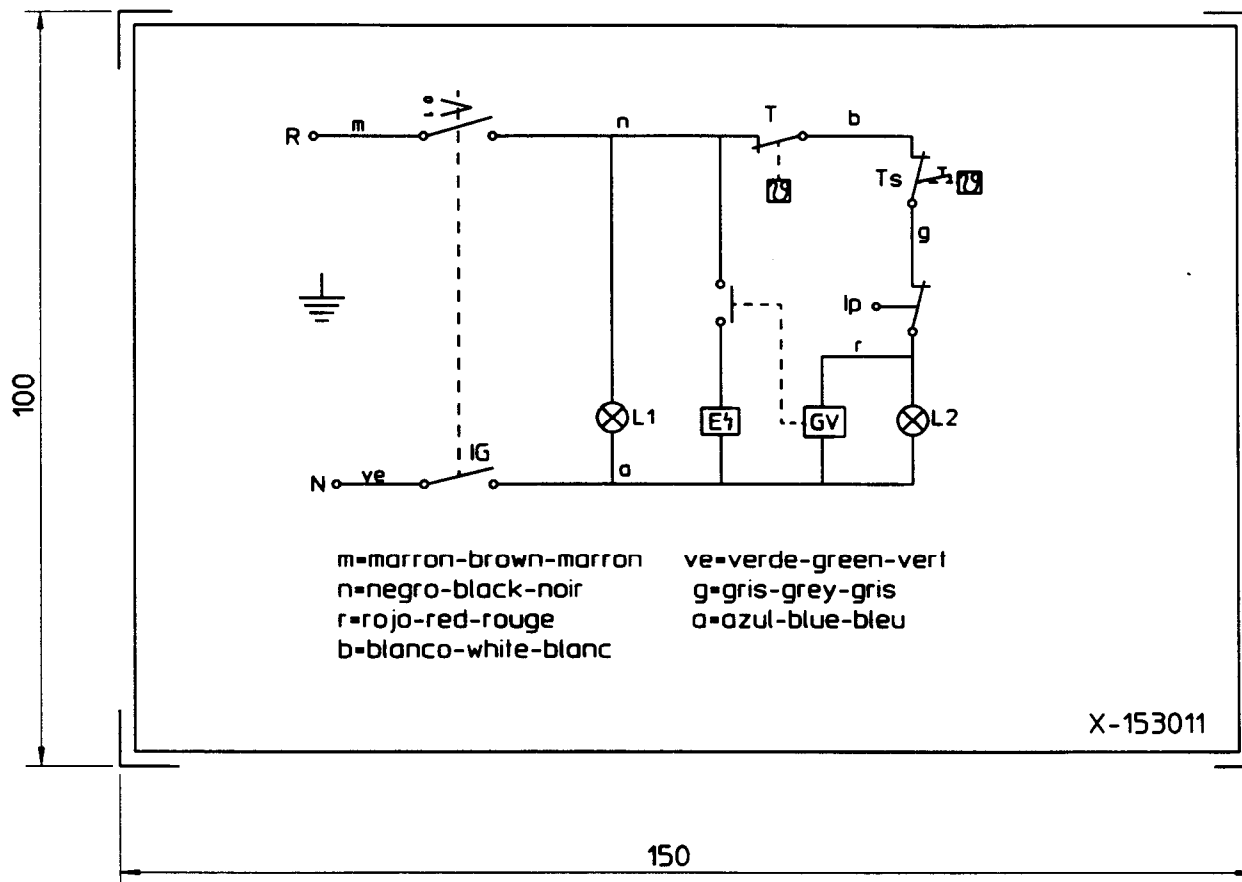 R m n T b
Ts
g
Ip
r
L1 E GV L2
IG
N ve a
m=marron-brown-marron ve=verde-green-vert
n=negro-black-noir g=gris-grey-gris
r=rojo-red-rouge a=azul-blue-bleu
b=blanco-white-blanc
X-153011
100
150